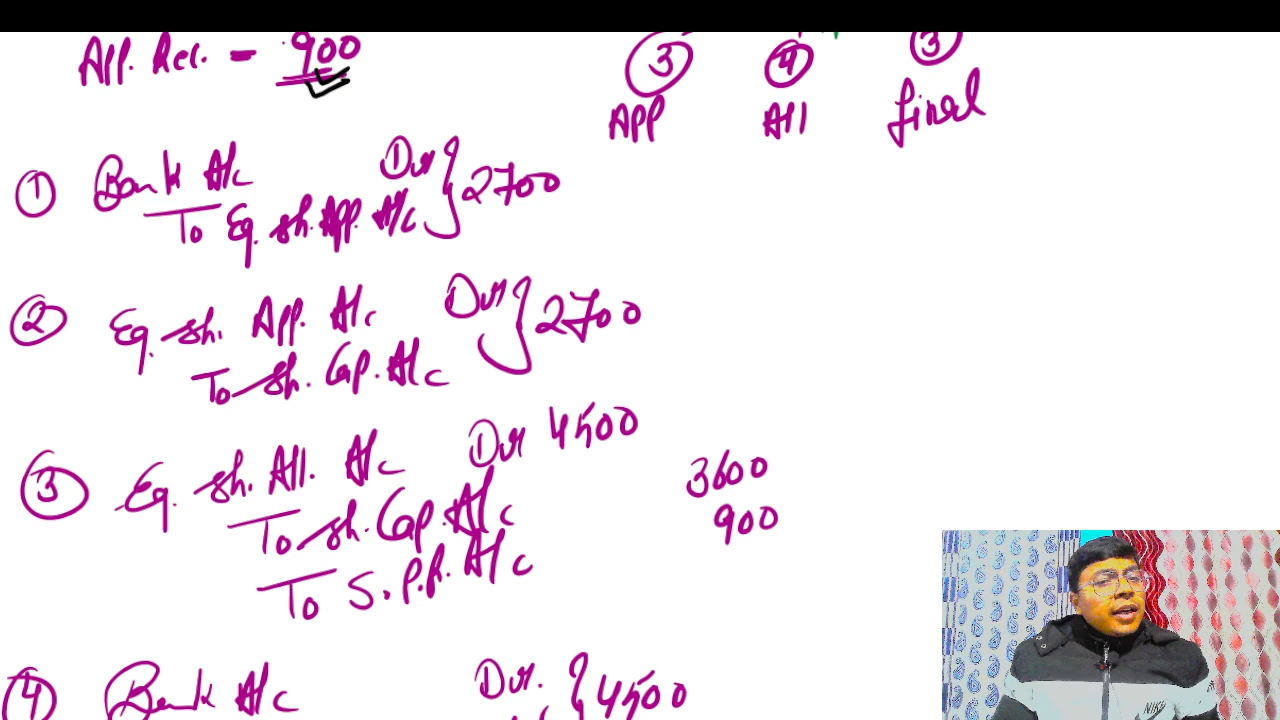 App. Rec. - 900
③ ④ ③
APP All final
① Bank A/c Dr } 2700
To Eq. sh. App. A/c
② Eq. sh. App. A/c Dr } 2700
To sh. Cap. A/c
③ Eq. sh. All. A/c Dr 4500
To sh. Cap. A/c 3600
To S.P.R. A/c 900
④ Bank A/c Dr. } 4500
NIKE